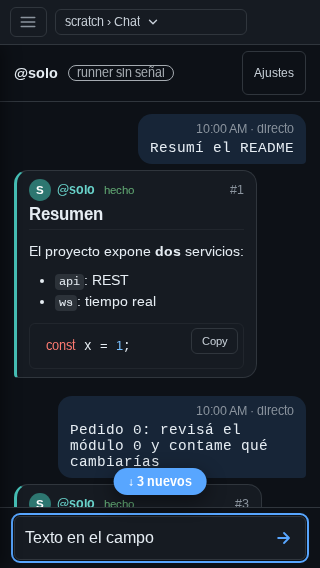 scratch › Chat
@solo runner sin señal Ajustes
10:00 AM · directo
Resumí el README
S @solo hecho #1
Resumen
El proyecto expone dos servicios:
• api: REST
• ws: tiempo real
const x = 1; Copy
10:00 AM · directo
Pedido 0: revisá el
módulo 0 y contame qué
cambiarías
↓ 3 nuevos
S @solo hecho #3
Texto en el campo